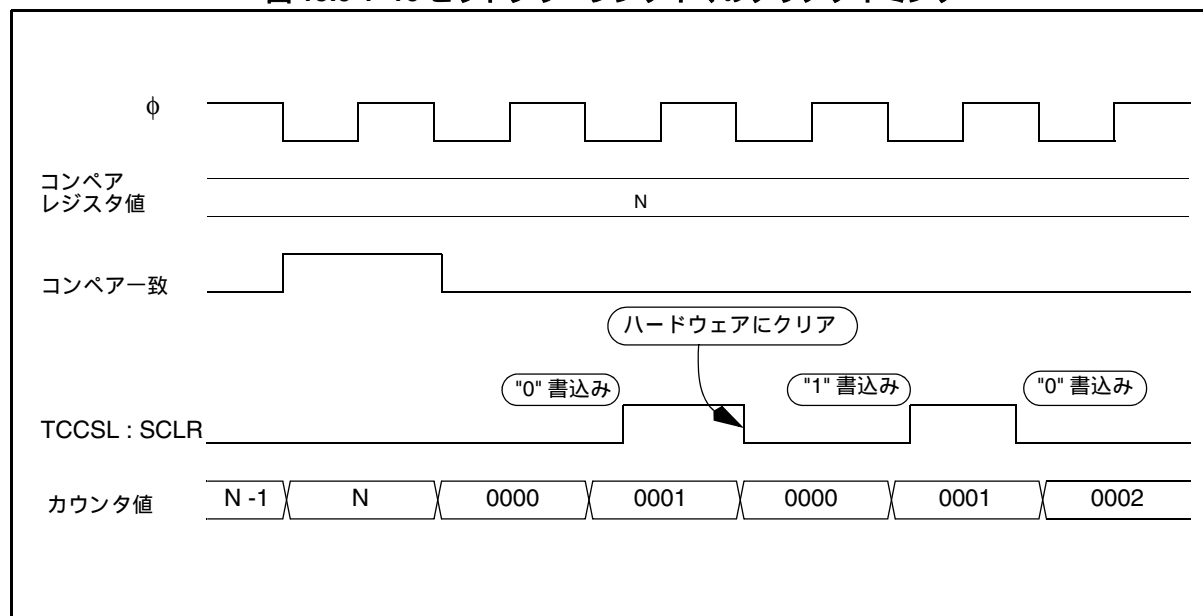 φ
コンペア
レジスタ値
N
コンペア一致
ハードウェアにクリア
"0" 書込み
"1" 書込み
"0" 書込み
TCCSL : SCLR
カウンタ値
N -1
N
0000
0001
0000
0001
0002